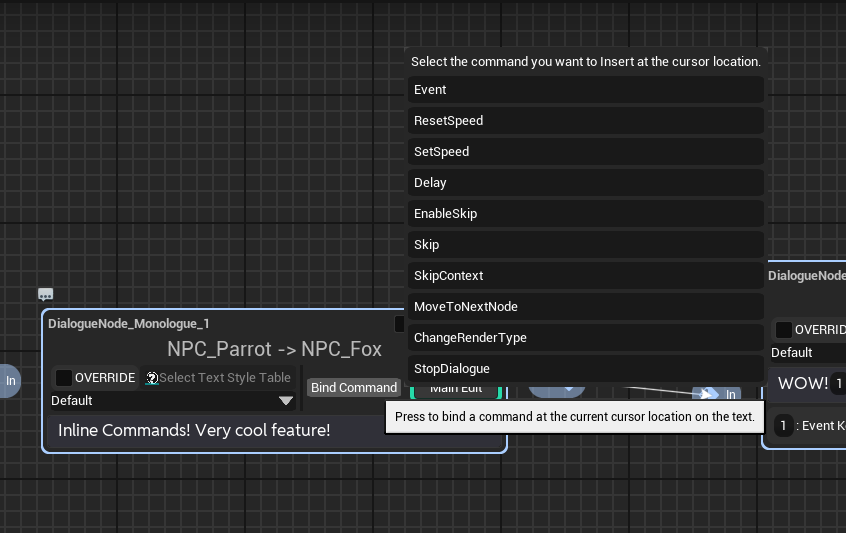 Select the command you want to Insert at the cursor location.
Event
ResetSpeed
SetSpeed
Delay
EnableSkip
Skip
SkipContext
MoveToNextNode
ChangeRenderType
StopDialogue
DialogueNode_Monologue_1
NPC_Parrot -> NPC_Fox
OVERRIDE
Select Text Style Table
Default
Bind Command
Main Edit
Inline Commands! Very cool feature!
Press to bind a command at the current cursor location on the text.
In
In
DialogueNode
OVERRID
Default
WOW! 1
1 : Event K